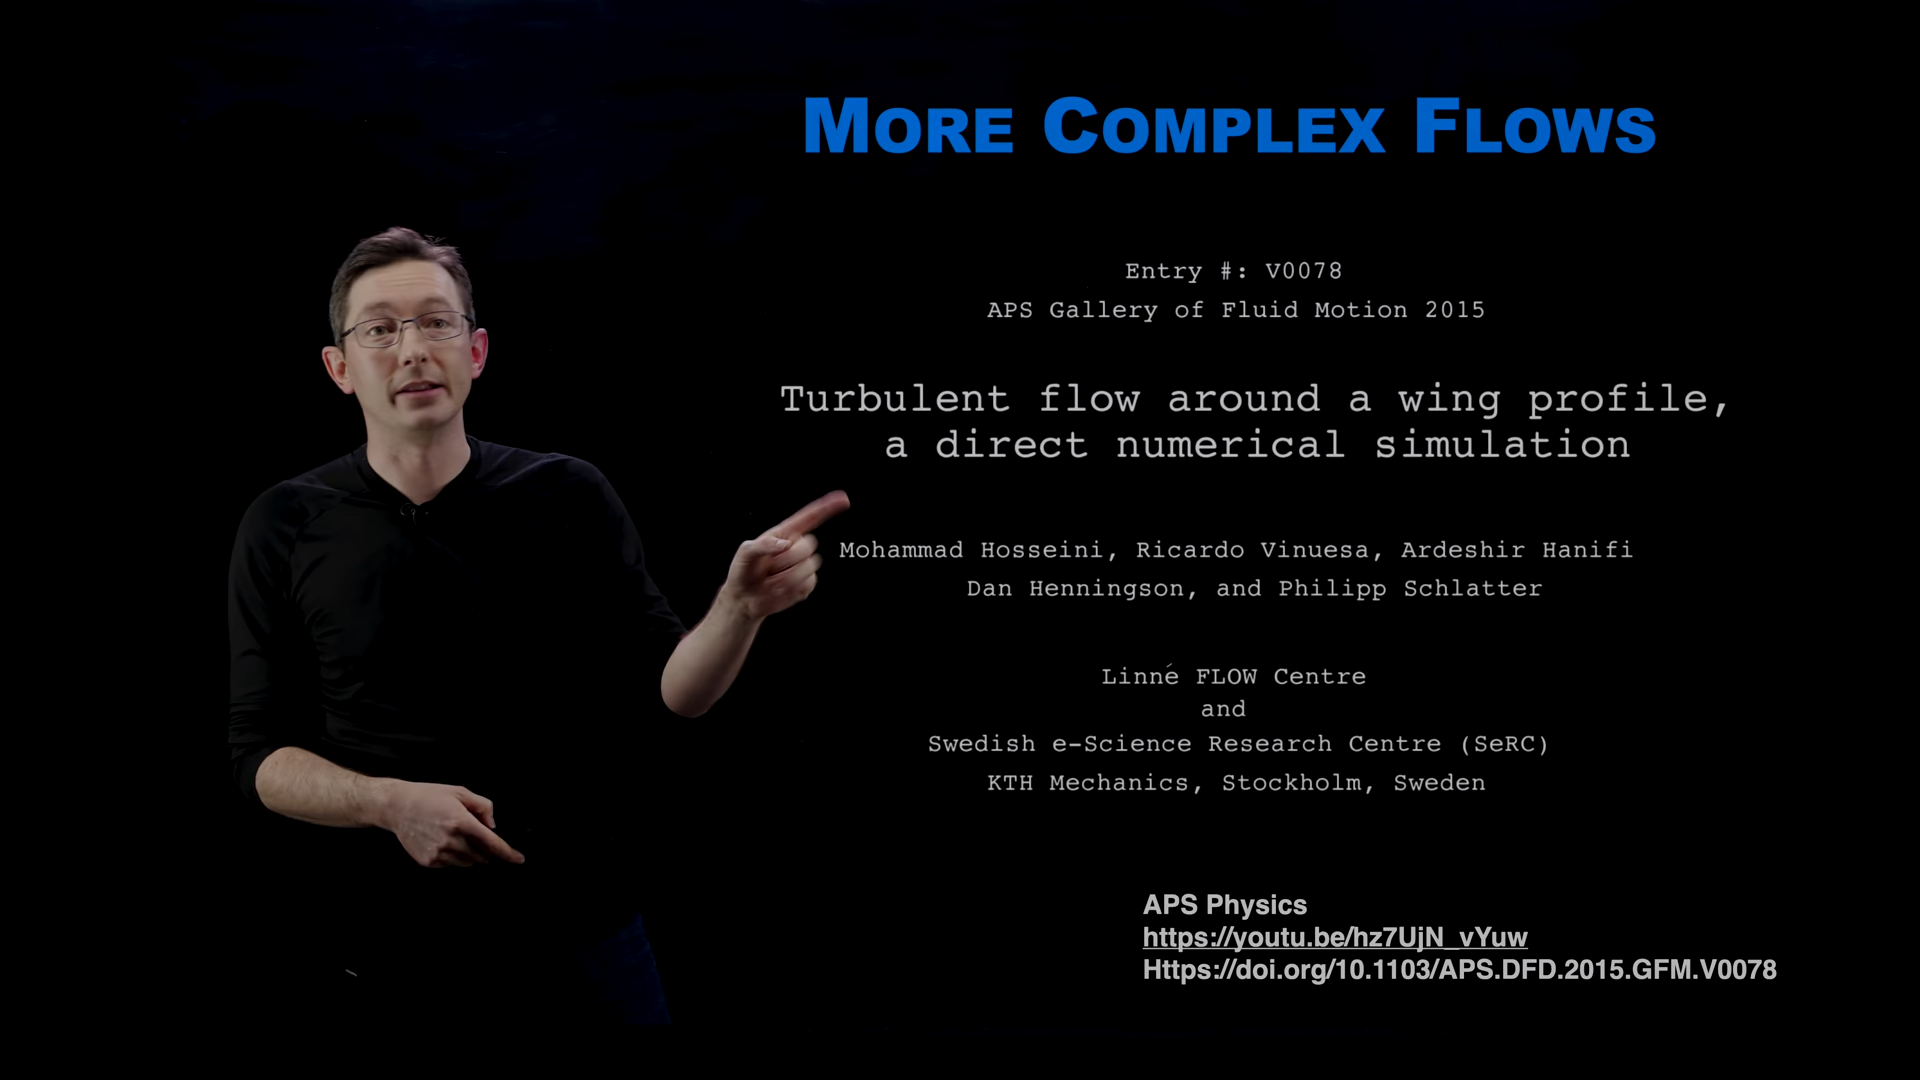 MORE COMPLEX FLOWS
Entry #: V0078
APS Gallery of Fluid Motion 2015
Turbulent flow around a wing profile,
a direct numerical simulation
Mohammad Hosseini, Ricardo Vinuesa, Ardeshir Hanifi
Dan Henningson, and Philipp Schlatter
Linné FLOW Centre
and
Swedish e-Science Research Centre (SeRC)
KTH Mechanics, Stockholm, Sweden
APS Physics
https://youtu.be/hz7UjN_vYuw
Https://doi.org/10.1103/APS.DFD.2015.GFM.V0078